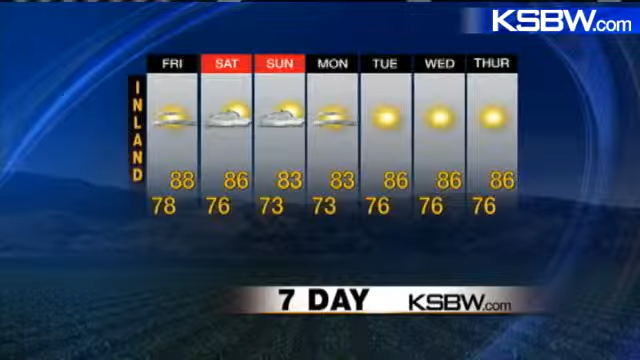 KSBW.com
FRI SAT SUN MON TUE WED THUR
INLAND
88 86 83 83 86 86 86
78 76 73 73 76 76 76
7 DAY KSBW.com